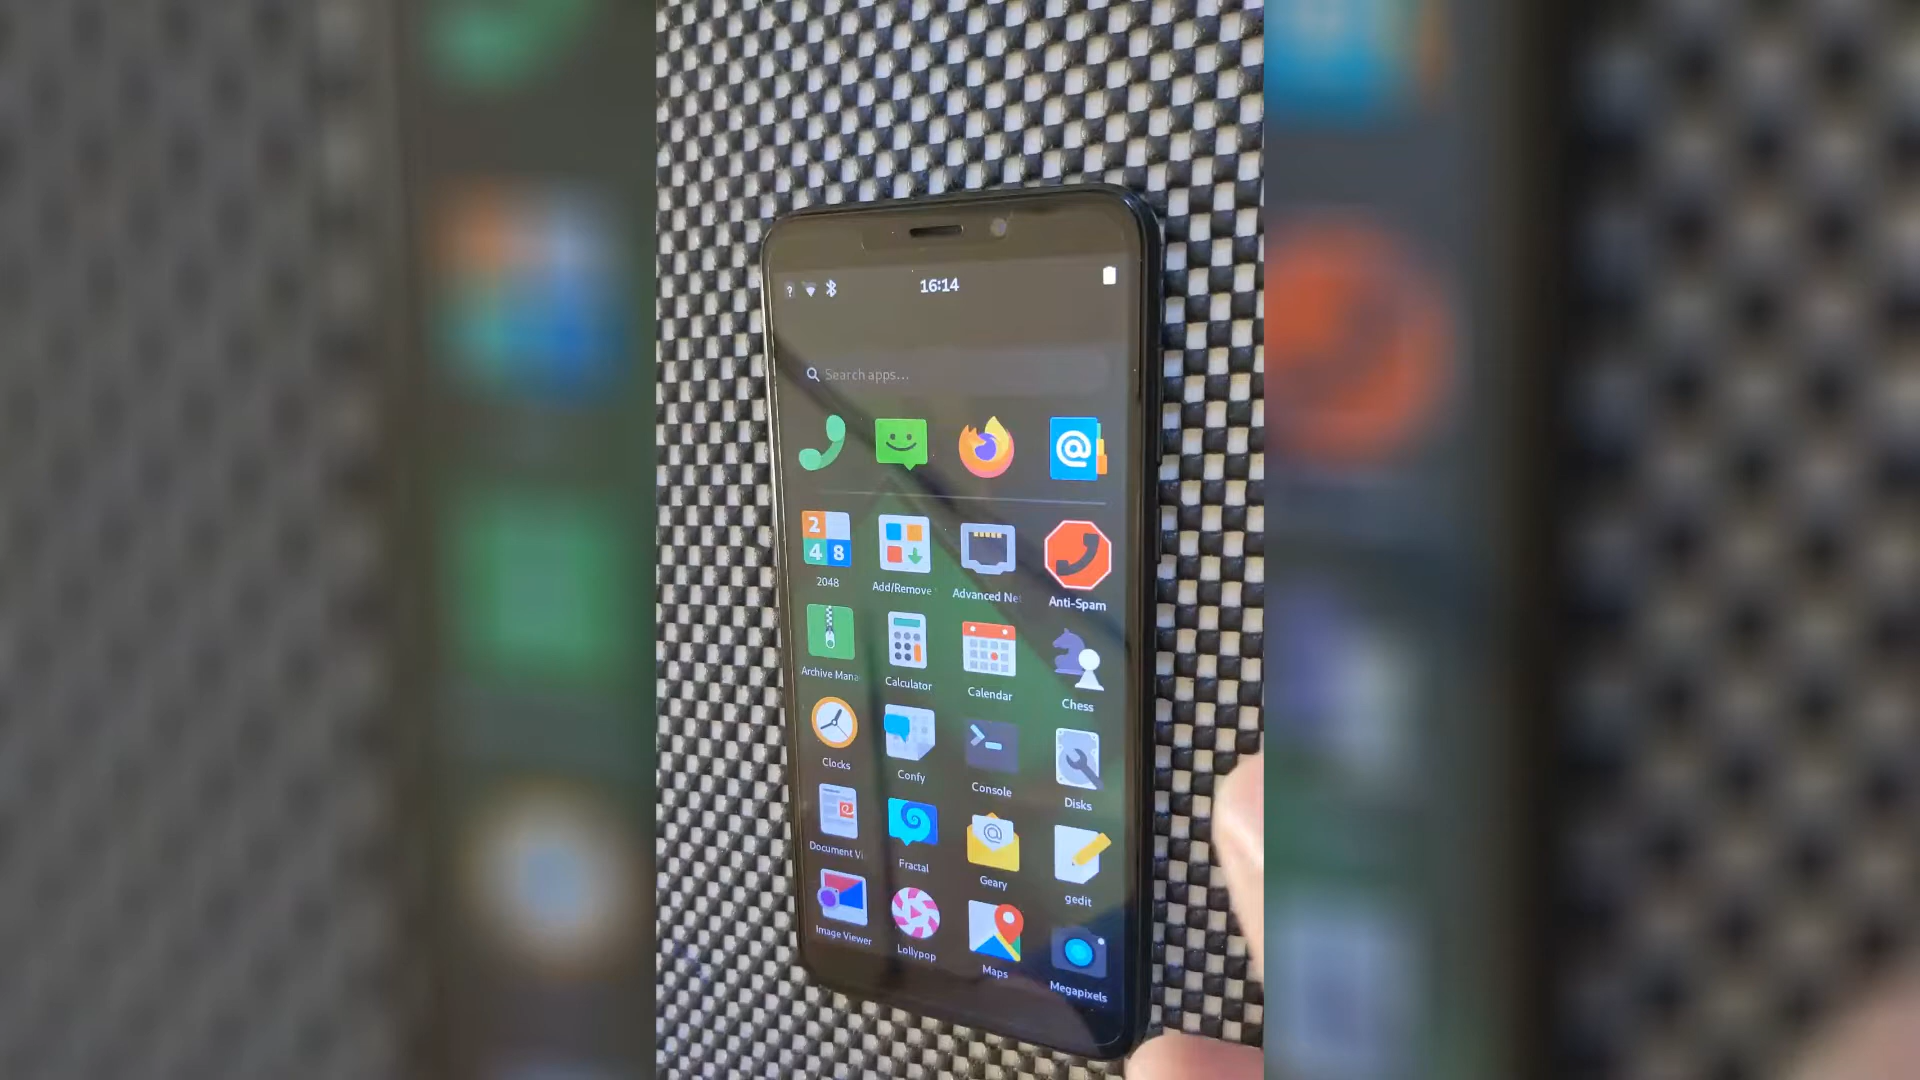 ?
16:14
Search apps...
@
2 4 8
2048
Add/Remove
Advanced Ne
Anti-Spam
Archive Mana
Calculator
Calendar
Chess
Clocks
Confy
Console
Disks
Document Vi
Fractal
@
Geary
gedit
Image Viewer
Lollypop
Maps
Megapixels